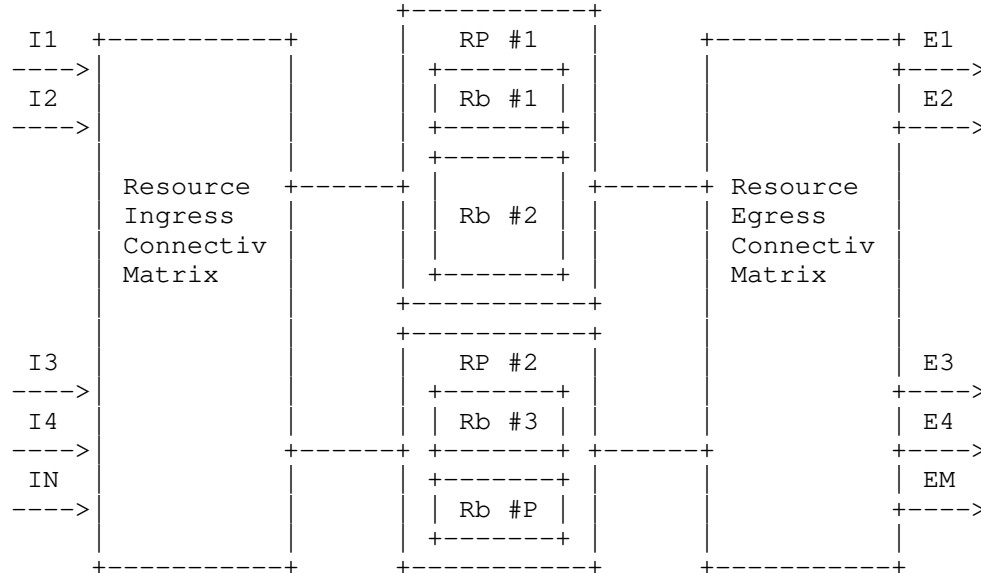 RP #1
I1 E1
I2 Rb #1 E2
Resource Resource
Ingress Rb #2 Egress
Connectiv Connectiv
Matrix Matrix
I3 RP #2 E3
I4 Rb #3 E4
IN EM
Rb #P